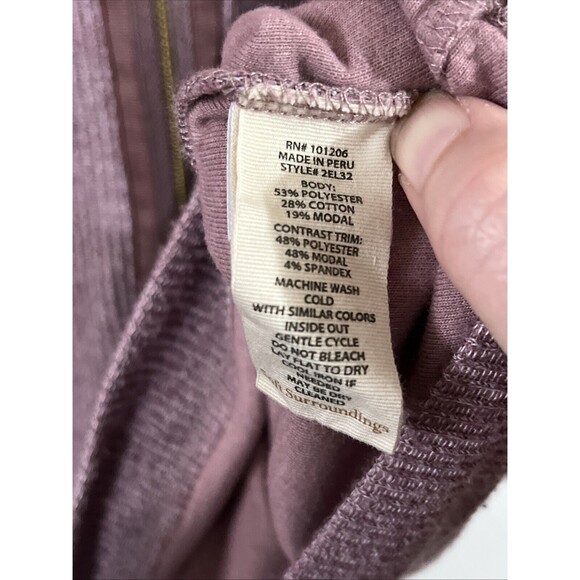 RN# 101206
MADE IN PERU
STYLE# 2EL32
BODY:
53% POLYESTER
28% COTTON
19% MODAL
CONTRAST TRIM:
48% POLYESTER
48% MODAL
4% SPANDEX
MACHINE WASH
COLD
WITH SIMILAR COLORS
INSIDE OUT
GENTLE CYCLE
DO NOT BLEACH
LAY FLAT TO DRY
COOL IRON IF
NEEDED
MAY BE DRY
CLEANED
Soft Surroundings